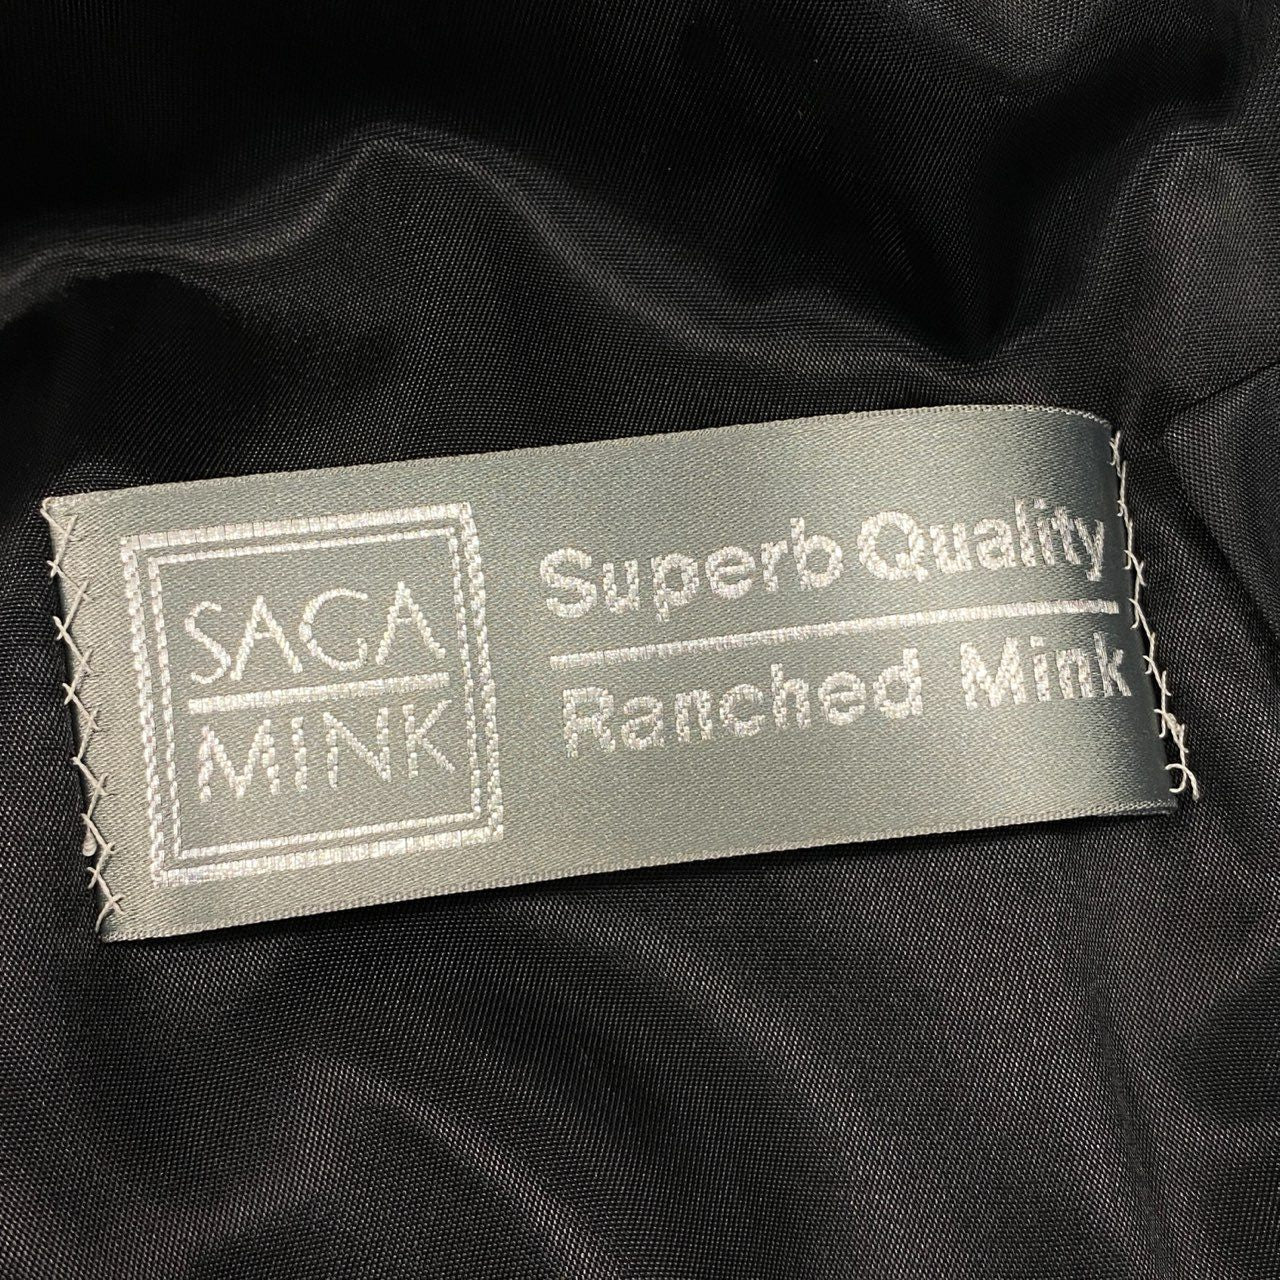 SAGA
MINK
Superb Quality
Ranched Mink